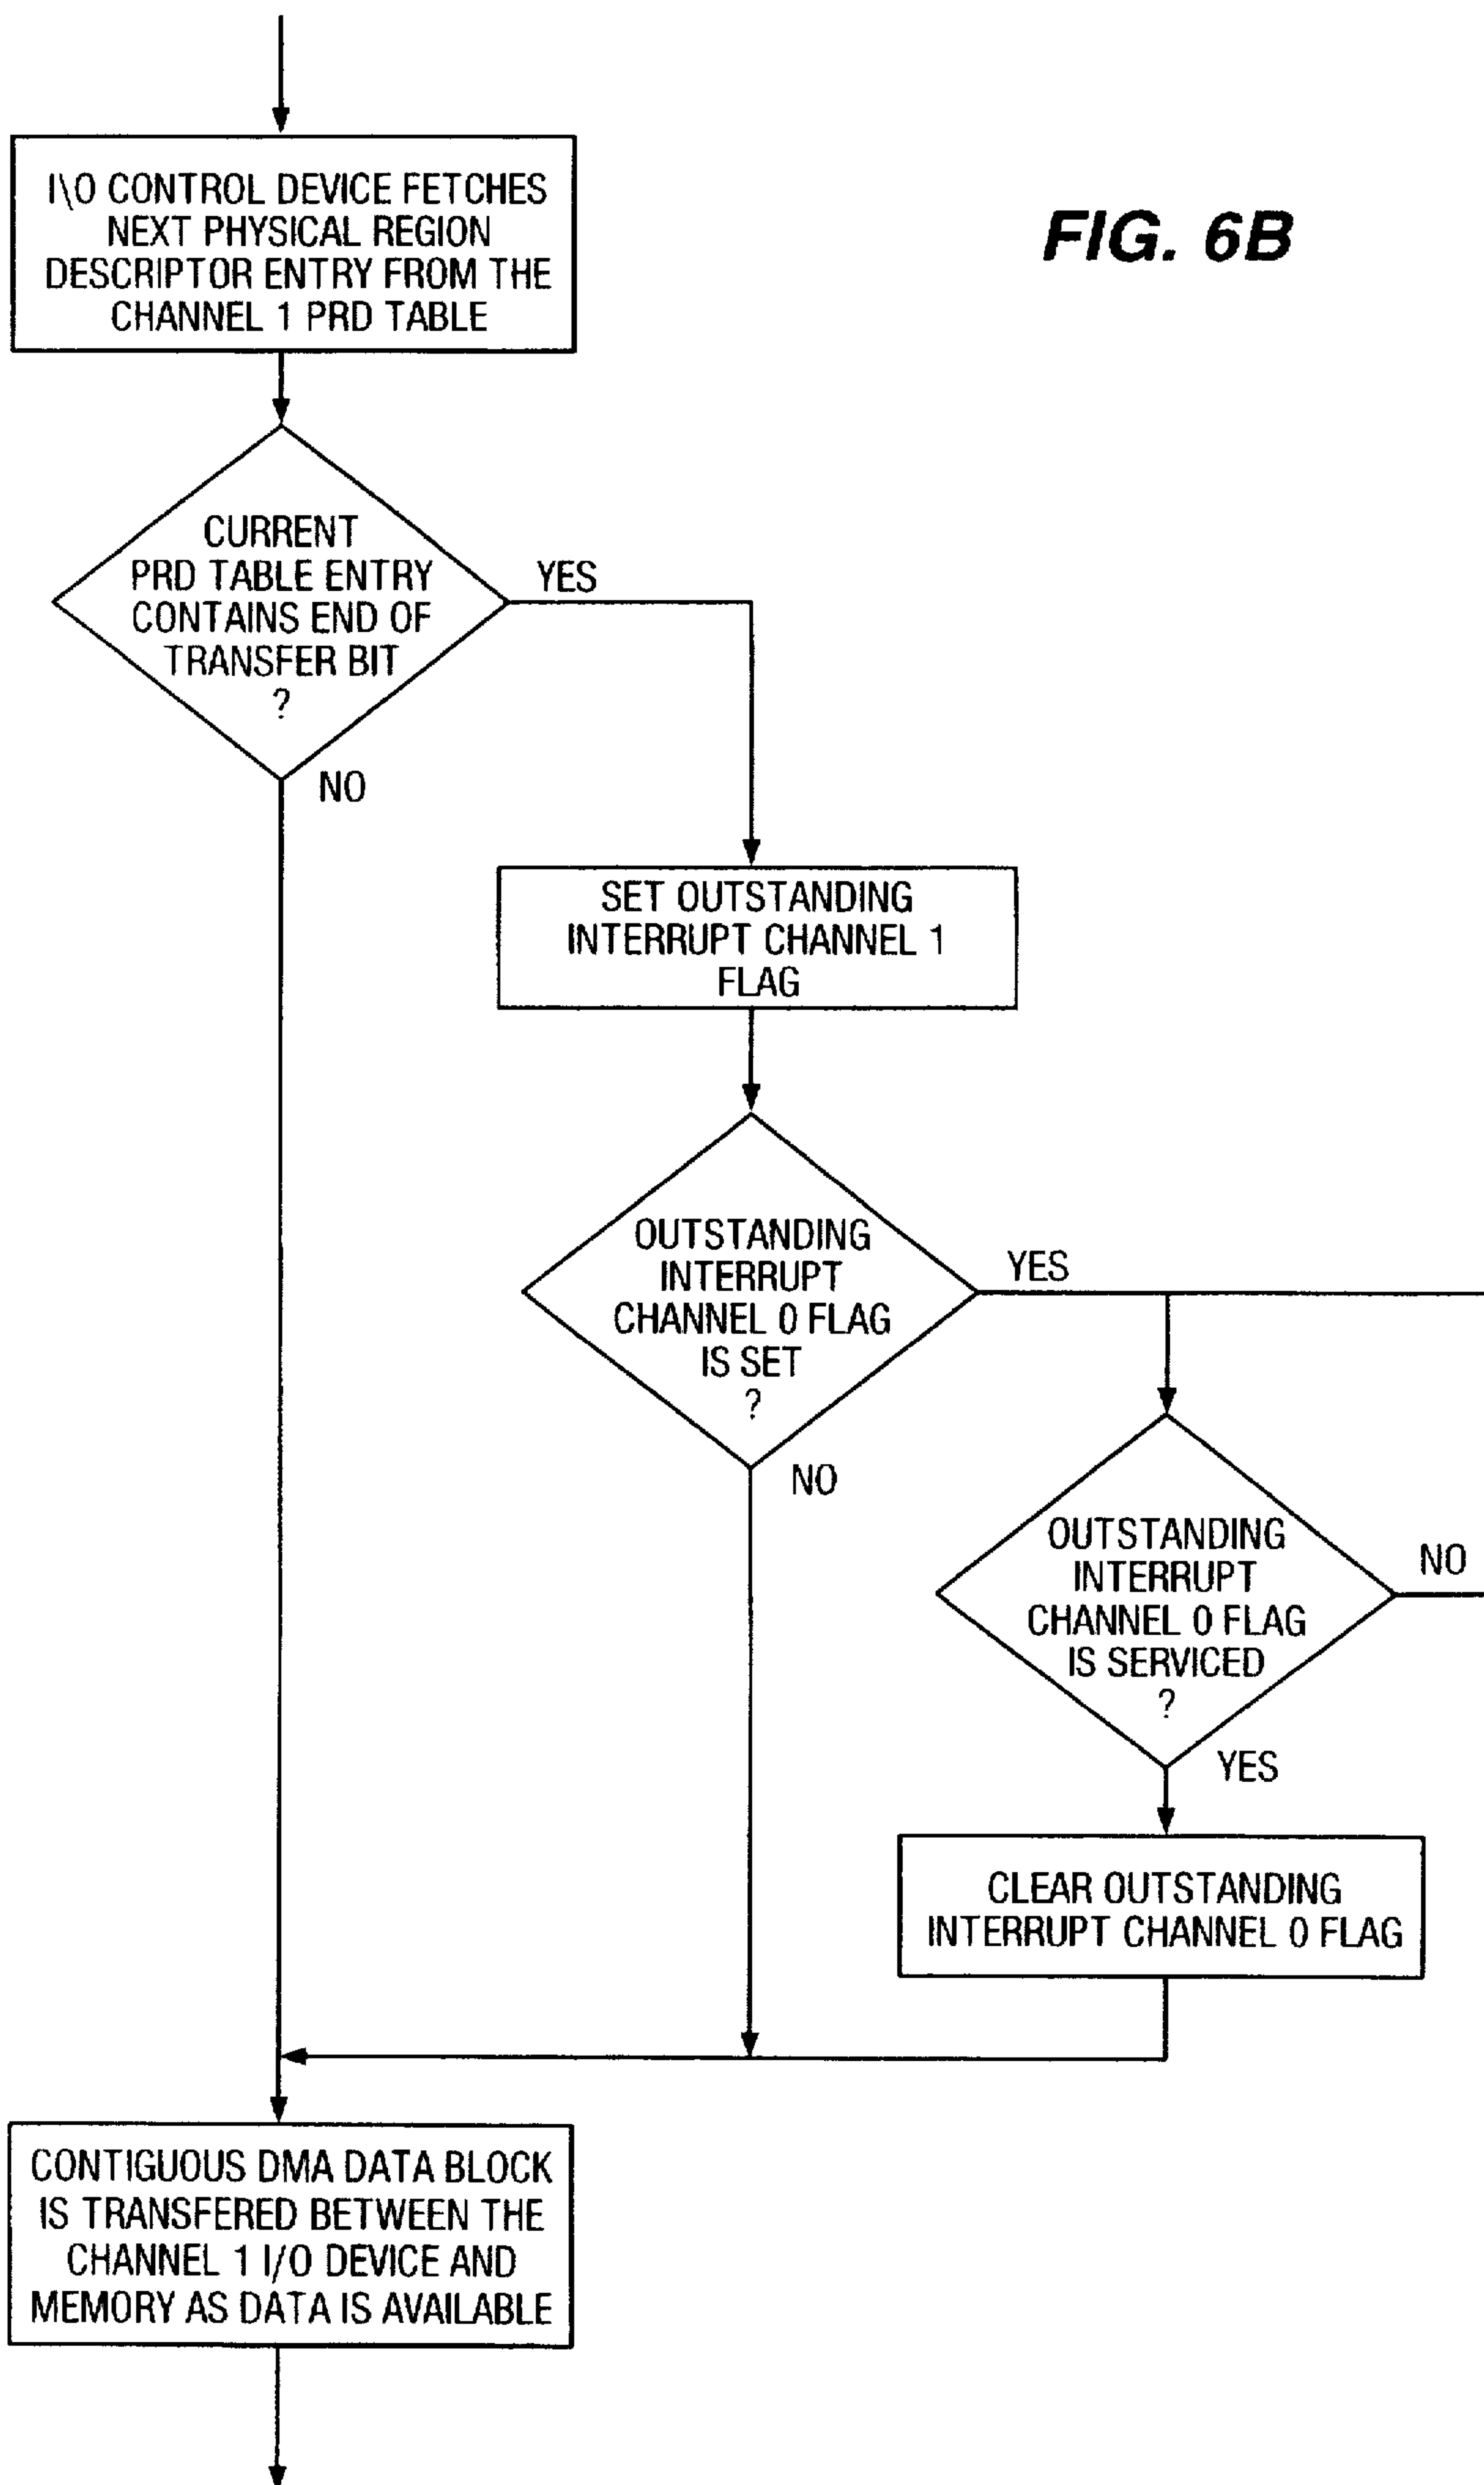 FIG. 6B
I\O CONTROL DEVICE FETCHES
NEXT PHYSICAL REGION
DESCRIPTOR ENTRY FROM THE
CHANNEL 1 PRD TABLE
CURRENT
PRD TABLE ENTRY
CONTAINS END OF
TRANSFER BIT
?
YES
NO
SET OUTSTANDING
INTERRUPT CHANNEL 1
FLAG
OUTSTANDING
INTERRUPT
CHANNEL 0 FLAG
IS SET
?
YES
NO
OUTSTANDING
INTERRUPT
CHANNEL 0 FLAG
IS SERVICED
?
NO
YES
CLEAR OUTSTANDING
INTERRUPT CHANNEL 0 FLAG
CONTIGUOUS DMA DATA BLOCK
IS TRANSFERED BETWEEN THE
CHANNEL 1 I/O DEVICE AND
MEMORY AS DATA IS AVAILABLE